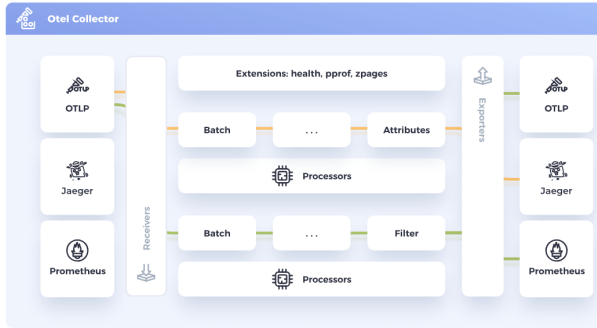 Otel Collector
Extensions: health, pprof, zpages
OTLP
Jaeger
Prometheus
Receivers
Batch
. . .
Attributes
Processors
Batch
. . .
Filter
Processors
Exporters
OTLP
Jaeger
Prometheus